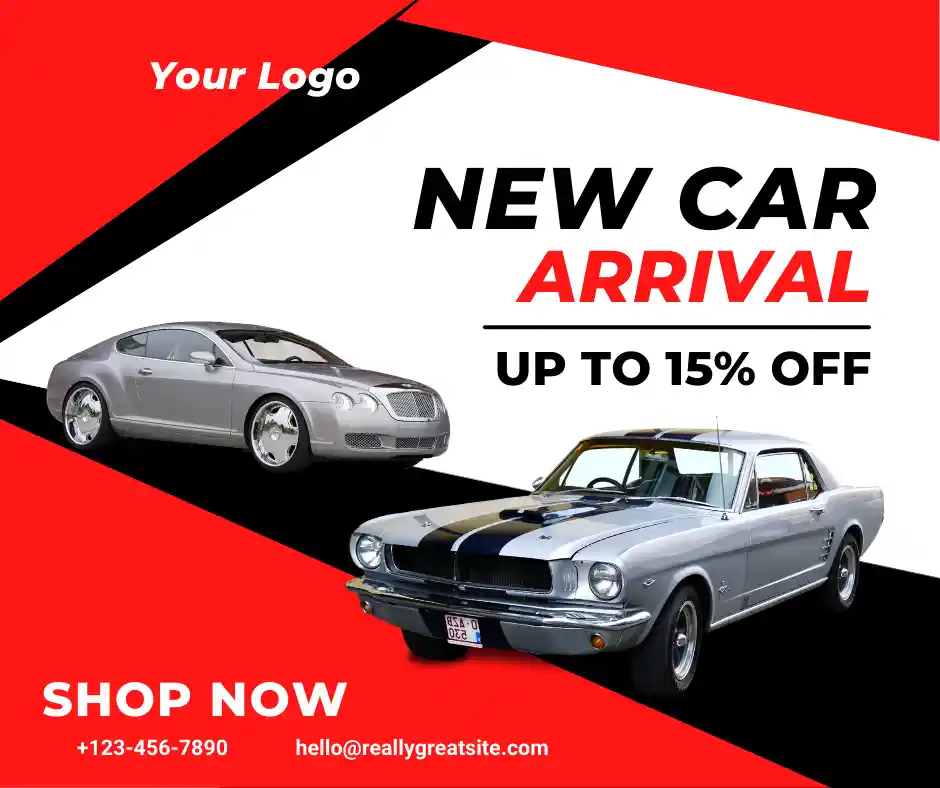 Your Logo
NEW CAR
ARRIVAL
UP TO 15% OFF
SHOP NOW
+123-456-7890
hello@reallygreatsite.com